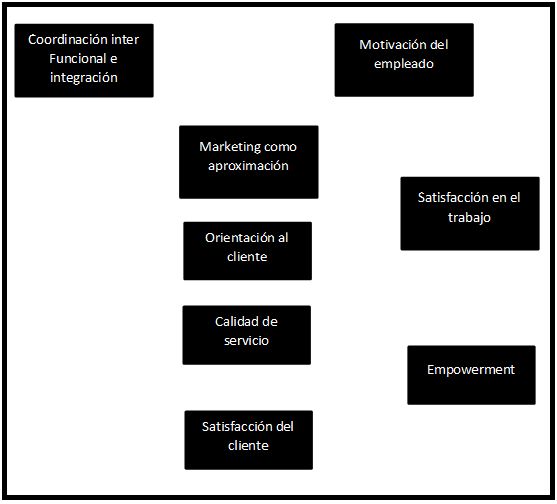 Coordinación inter
Funcional e
integración
Motivación del
empleado
Marketing como
aproximación
Satisfacción en el
trabajo
Orientación al
cliente
Calidad de
servicio
Empowerment
Satisfacción del
cliente